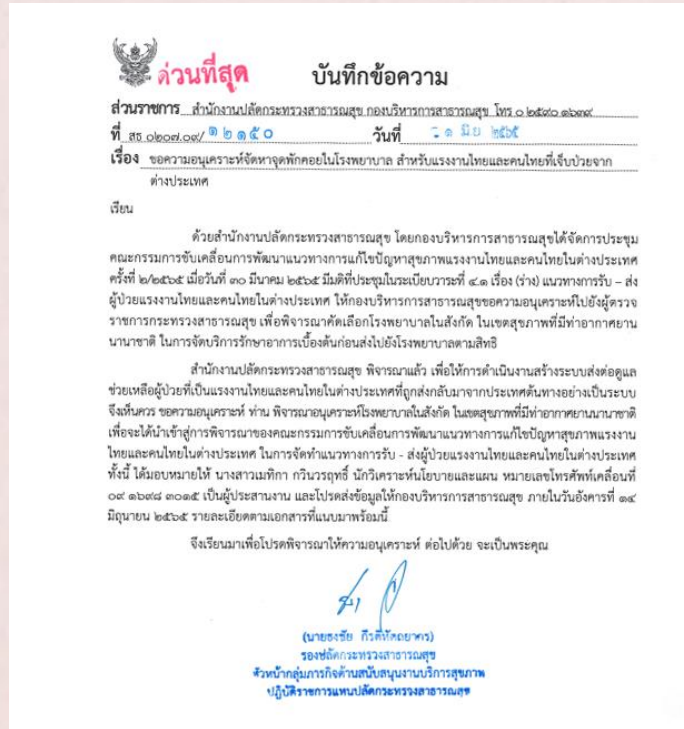 ด่วนที่สุด
บันทึกข้อความ
ส่วนราชการ สำนักงานปลัดกระทรวงสาธารณสุข กองบริหารการสาธารณสุข โทร ๐ ๒๕๙๐ ๑๖๓๙
ที่ สธ ๐๒๐๗.๐๙/๑๒๑๕๐ วันที่ ๑ มิย ๒๕๖๕
เรื่อง ขอความอนุเคราะห์จัดหาจุดพักคอยในโรงพยาบาล สำหรับแรงงานไทยและคนไทยที่เจ็บป่วยจาก
ต่างประเทศ
เรียน
ด้วยสำนักงานปลัดกระทรวงสาธารณสุข โดยกองบริหารการสาธารณสุขได้จัดการประชุม
คณะกรรมการขับเคลื่อนการพัฒนาแนวทางการแก้ไขปัญหาสุขภาพแรงงานไทยและคนไทยในต่างประเทศ
ครั้งที่ ๒/๒๕๖๕ เมื่อวันที่ ๓๐ มีนาคม ๒๕๖๕ มีมติที่ประชุมในระเบียบวาระที่ ๔.๑ เรื่อง (ร่าง) แนวทางการรับ – ส่ง
ผู้ป่วยแรงงานไทยและคนไทยในต่างประเทศ ให้กองบริหารการสาธารณสุขขอความอนุเคราะห์ไปยังผู้ตรวจ
ราชการกระทรวงสาธารณสุข เพื่อพิจารณาคัดเลือกโรงพยาบาลในสังกัด ในเขตสุขภาพที่มีท่าอากาศยาน
นานาชาติ ในการจัดบริการรักษาอาการเบื้องต้นก่อนส่งไปยังโรงพยาบาลตามสิทธิ
สำนักงานปลัดกระทรวงสาธารณสุข พิจารณาแล้ว เพื่อให้การดำเนินงานสร้างระบบส่งต่อดูแล
ช่วยเหลือผู้ป่วยที่เป็นแรงงานไทยและคนไทยในต่างประเทศที่ถูกส่งกลับมาจากประเทศต้นทางอย่างเป็นระบบ
จึงเห็นควร ขอความอนุเคราะห์ ท่าน พิจารณาอนุเคราะห์โรงพยาบาลในสังกัด ในเขตสุขภาพที่มีท่าอากาศยานนานาชาติ
เพื่อจะได้นำเข้าสู่การพิจารณาของคณะกรรมการขับเคลื่อนการพัฒนาแนวทางการแก้ไขปัญหาสุขภาพแรงงาน
ไทยและคนไทยในต่างประเทศ ในการจัดทำแนวทางการรับ - ส่งผู้ป่วยแรงงานไทยและคนไทยในต่างประเทศ
ทั้งนี้ ได้มอบหมายให้ นางสาวเมทิกา กวินวรฤทธิ์ นักวิเคราะห์นโยบายและแผน หมายเลขโทรศัพท์เคลื่อนที่
๐๙ ๑๖๙๘ ๓๐๑๕ เป็นผู้ประสานงาน และโปรดส่งข้อมูลให้กองบริหารการสาธารณสุข ภายในวันอังคารที่ ๑๔
มิถุนายน ๒๕๖๕ รายละเอียดตามเอกสารที่แนบมาพร้อมนี้
จึงเรียนมาเพื่อโปรดพิจารณาให้ความอนุเคราะห์ ต่อไปด้วย จะเป็นพระคุณ
(นายธงชัย กีรติหัตถยากร)
รองปลัดกระทรวงสาธารณสุข
หัวหน้ากลุ่มภารกิจด้านสนับสนุนงานบริการสุขภาพ
ปฏิบัติราชการแทนปลัดกระทรวงสาธารณสุข